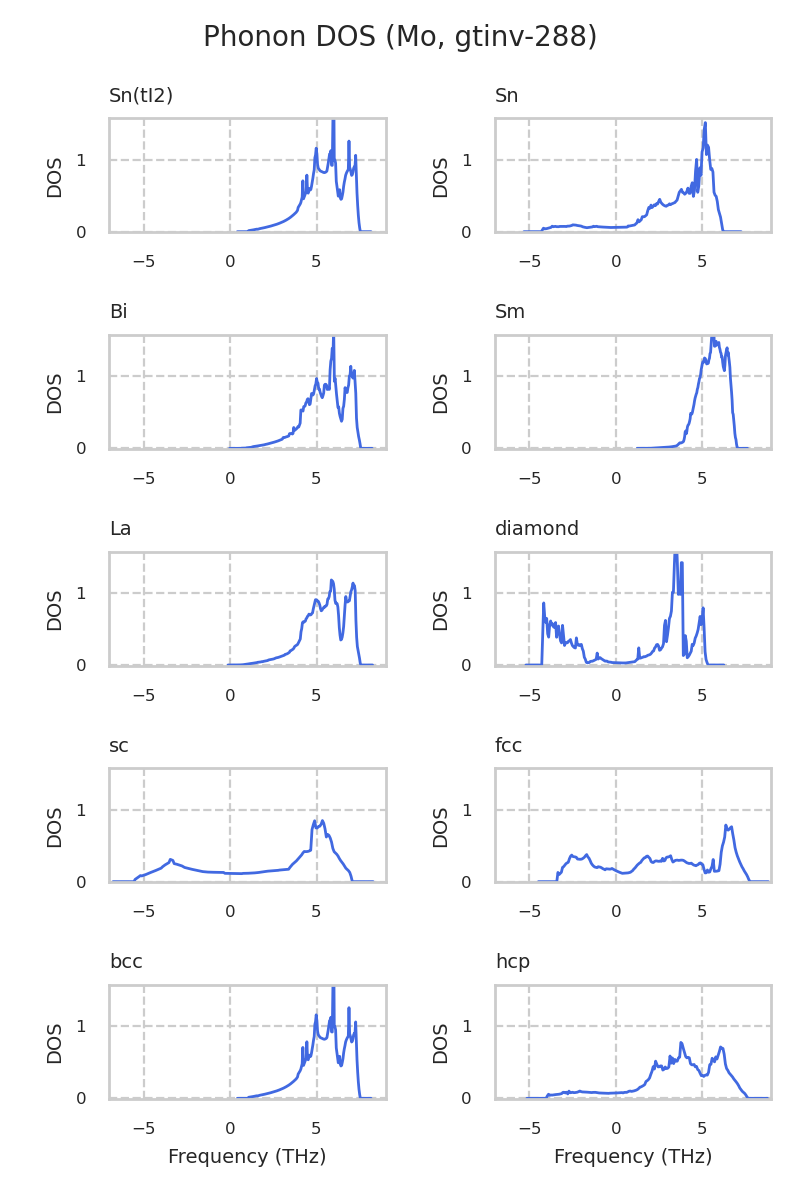 Phonon DOS (Mo, gtinv-288)
Sn(tI2)
Sn
DOS
1
0
−5 0 5
DOS
1
0
−5 0 5
Bi
Sm
DOS
1
0
−5 0 5
DOS
1
0
−5 0 5
La
diamond
DOS
1
0
−5 0 5
DOS
1
0
−5 0 5
sc
fcc
DOS
1
0
−5 0 5
DOS
1
0
−5 0 5
bcc
hcp
DOS
1
0
−5 0 5
Frequency (THz)
DOS
1
0
−5 0 5
Frequency (THz)